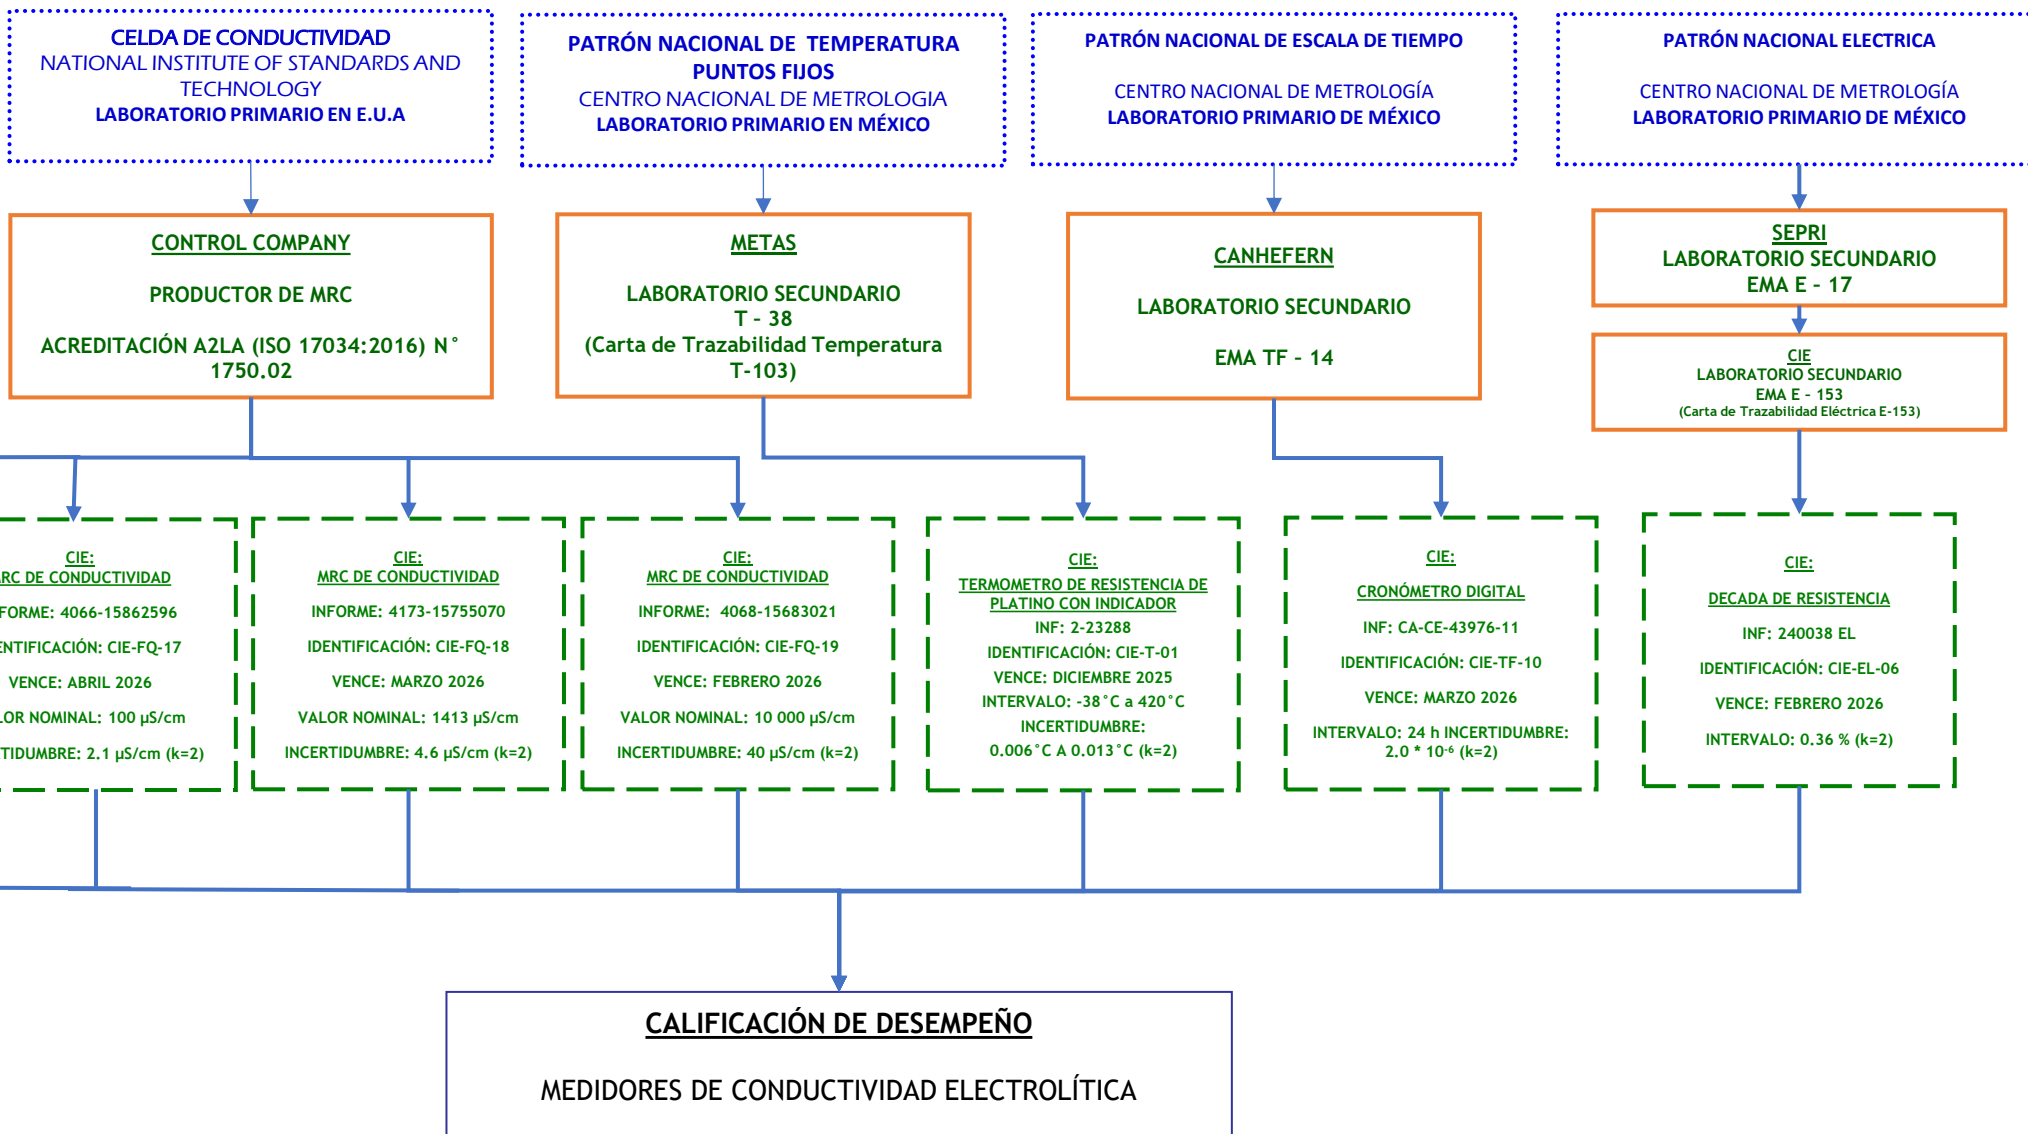 CELDA DE CONDUCTIVIDAD
NATIONAL INSTITUTE OF STANDARDS AND
TECHNOLOGY
LABORATORIO PRIMARIO EN E.U.A
PATRÓN NACIONAL DE TEMPERATURA
PUNTOS FIJOS
CENTRO NACIONAL DE METROLOGIA
LABORATORIO PRIMARIO EN MÉXICO
PATRÓN NACIONAL DE ESCALA DE TIEMPO
CENTRO NACIONAL DE METROLOGÍA
LABORATORIO PRIMARIO DE MÉXICO
PATRÓN NACIONAL ELECTRICA
CENTRO NACIONAL DE METROLOGÍA
LABORATORIO PRIMARIO DE MÉXICO
CONTROL COMPANY
PRODUCTOR DE MRC
ACREDITACIÓN A2LA (ISO 17034:2016) N°
1750.02
METAS
LABORATORIO SECUNDARIO
T – 38
(Carta de Trazabilidad Temperatura
T-103)
CANHEFERN
LABORATORIO SECUNDARIO
EMA TF – 14
SEPRI
LABORATORIO SECUNDARIO
EMA E – 17
CIE
LABORATORIO SECUNDARIO
EMA E – 153
(Carta de Trazabilidad Eléctrica E-153)
CIE:
RC DE CONDUCTIVIDAD
FORME: 4066-15862596
ENTIFICACIÓN: CIE-FQ-17
VENCE: ABRIL 2026
LOR NOMINAL: 100 µS/cm
RTIDUMBRE: 2.1 µS/cm (k=2)
CIE:
MRC DE CONDUCTIVIDAD
INFORME: 4173-15755070
IDENTIFICACIÓN: CIE-FQ-18
VENCE: MARZO 2026
VALOR NOMINAL: 1413 µS/cm
INCERTIDUMBRE: 4.6 µS/cm (k=2)
CIE:
MRC DE CONDUCTIVIDAD
INFORME: 4068-15683021
IDENTIFICACIÓN: CIE-FQ-19
VENCE: FEBRERO 2026
VALOR NOMINAL: 10 000 µS/cm
INCERTIDUMBRE: 40 µS/cm (k=2)
CIE:
TERMOMETRO DE RESISTENCIA DE
PLATINO CON INDICADOR
INF: 2-23288
IDENTIFICACIÓN: CIE-T-01
VENCE: DICIEMBRE 2025
INTERVALO: -38°C a 420°C
INCERTIDUMBRE:
0.006°C A 0.013°C (k=2)
CIE:
CRONÓMETRO DIGITAL
INF: CA-CE-43976-11
IDENTIFICACIÓN: CIE-TF-10
VENCE: MARZO 2026
INTERVALO: 24 h INCERTIDUMBRE:
2.0 * 10⁻⁶ (k=2)
CIE:
DECADA DE RESISTENCIA
INF: 240038 EL
IDENTIFICACIÓN: CIE-EL-06
VENCE: FEBRERO 2026
INTERVALO: 0.36 % (k=2)
CALIFICACIÓN DE DESEMPEÑO
MEDIDORES DE CONDUCTIVIDAD ELECTROLÍTICA